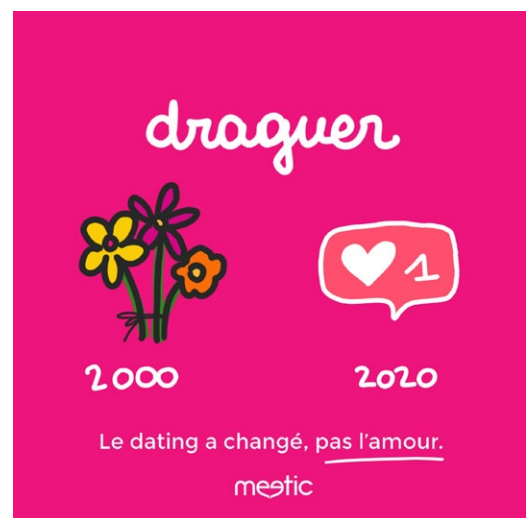 draguer
1
2000 2020
Le dating a changé, pas l'amour.
meetic